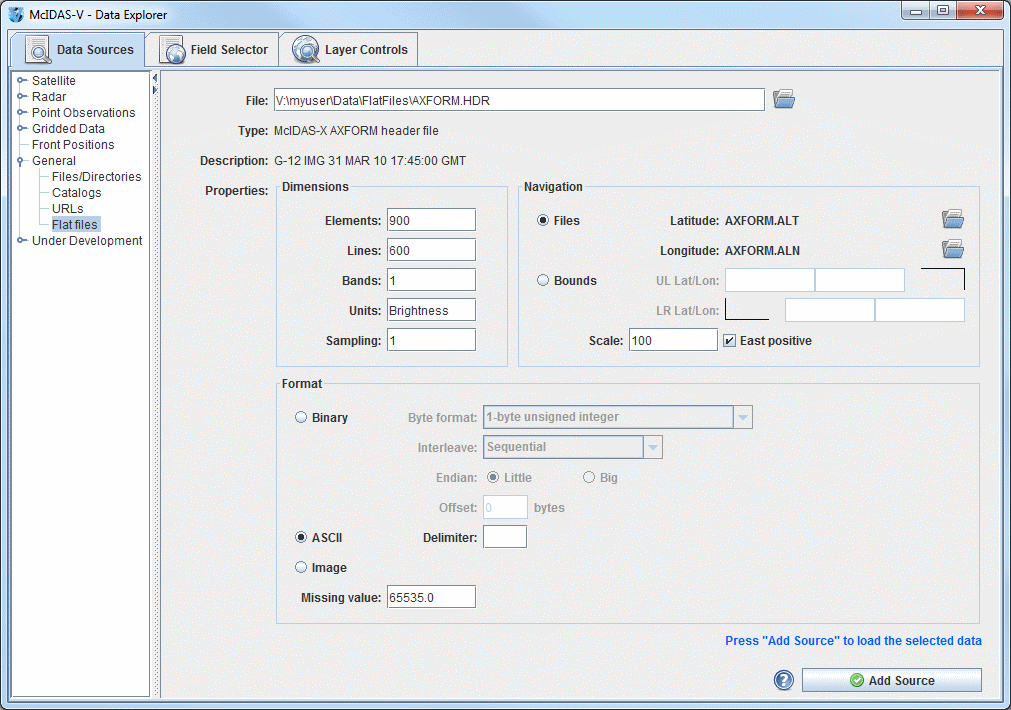 McIDAS-V - Data Explorer
Data Sources Field Selector Layer Controls
Satellite
Radar
Point Observations
Gridded Data
Front Positions
General
Files/Directories
Catalogs
URLs
Flat files
Under Development
File: V:\myuser\Data\FlatFiles\AXFORM.HDR
Type: McIDAS-X AXFORM header file
Description: G-12 IMG 31 MAR 10 17:45:00 GMT
Properties:
Dimensions
Elements: 900
Lines: 600
Bands: 1
Units: Brightness
Sampling: 1
Navigation
Files Latitude: AXFORM.ALT
Longitude: AXFORM.ALN
Bounds UL Lat/Lon:
LR Lat/Lon:
Scale: 100 East positive
Format
Binary Byte format: 1-byte unsigned integer
Interleave: Sequential
Endian: Little Big
Offset: 0 bytes
ASCII Delimiter:
Image
Missing value: 65535.0
Press "Add Source" to load the selected data
? Add Source